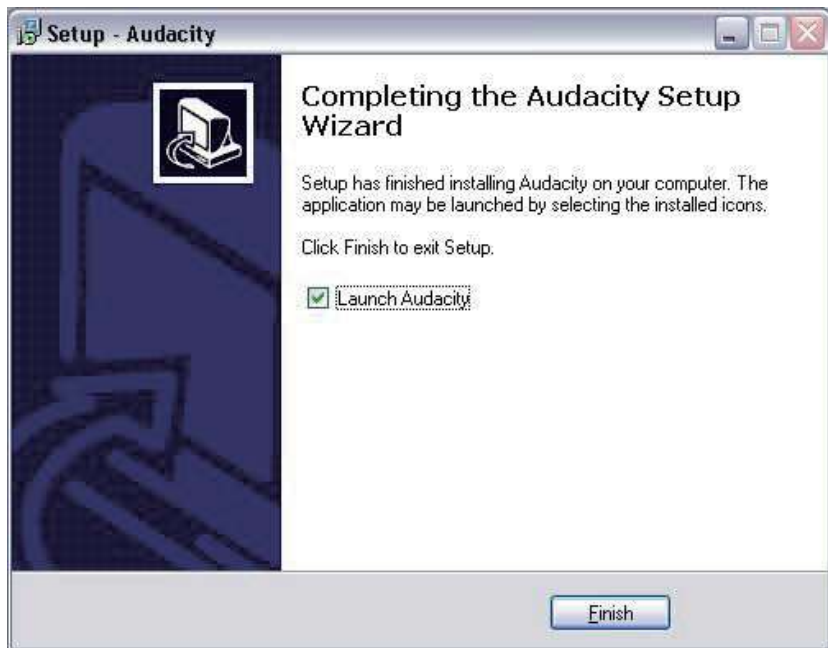 Setup - Audacity
Completing the Audacity Setup
Wizard
Setup has finished installing Audacity on your computer. The
application may be launched by selecting the installed icons.
Click Finish to exit Setup.
Launch Audacity
Finish